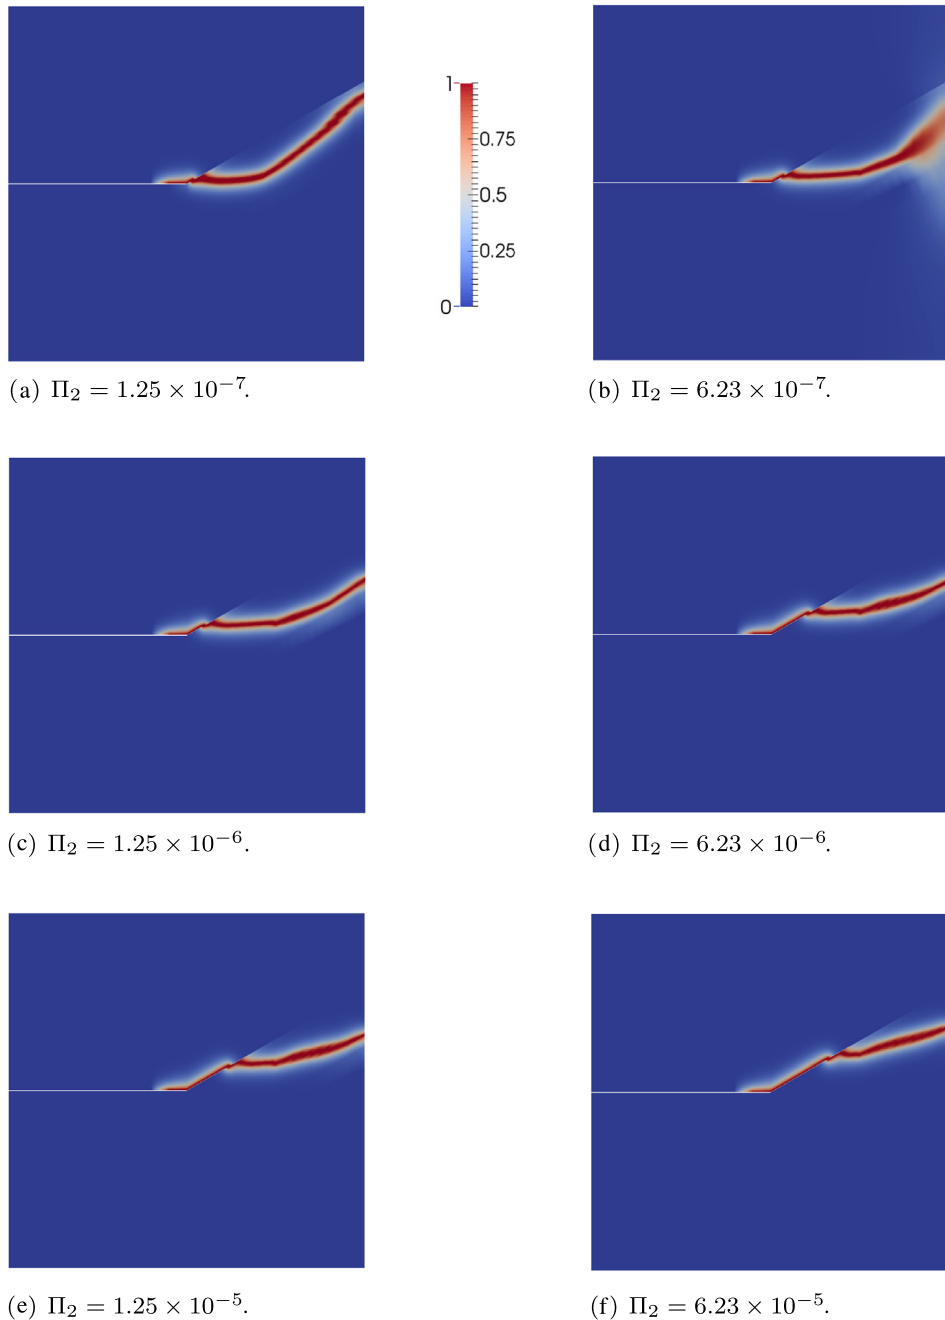 1
0.75
0.5
0.25
0
(a) Π₂ = 1.25 × 10⁻⁷.
(b) Π₂ = 6.23 × 10⁻⁷.
(c) Π₂ = 1.25 × 10⁻⁶.
(d) Π₂ = 6.23 × 10⁻⁶.
(e) Π₂ = 1.25 × 10⁻⁵.
(f) Π₂ = 6.23 × 10⁻⁵.